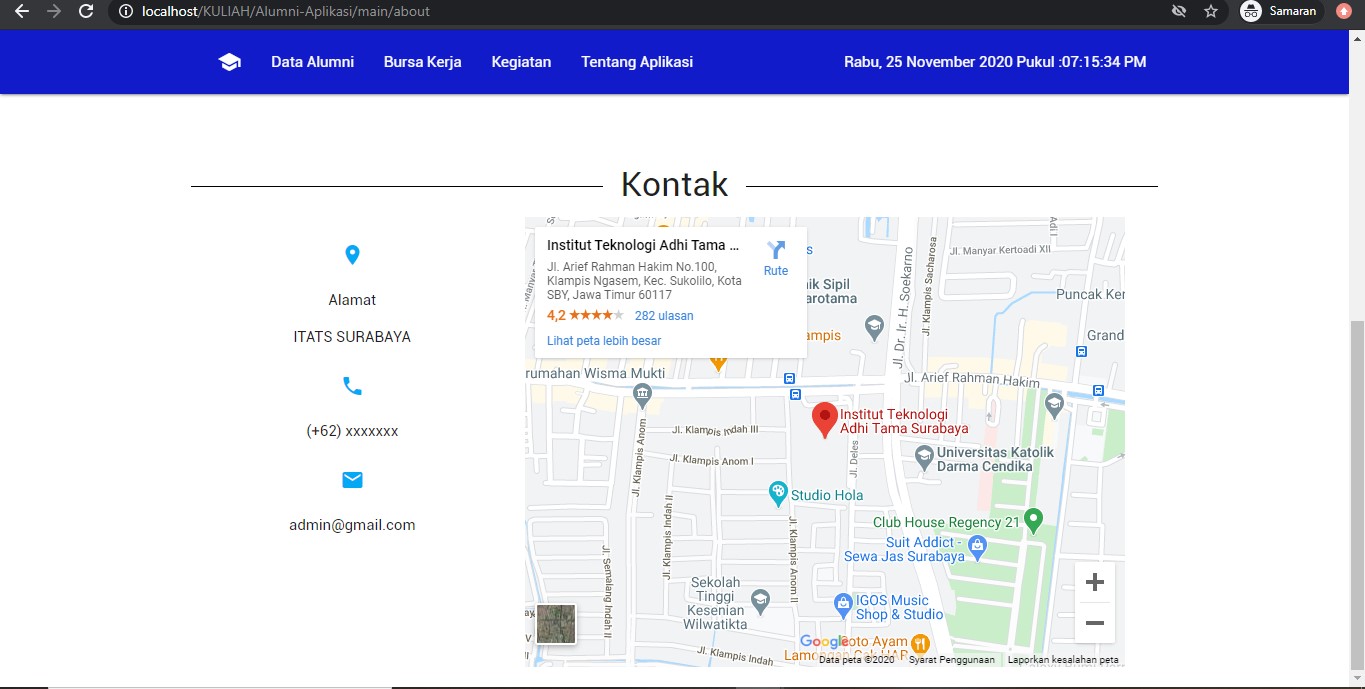 localhost/KULIAH/Alumni-Aplikasi/main/about
Samaran
Data Alumni Bursa Kerja Kegiatan Tentang Aplikasi Rabu, 25 November 2020 Pukul :07:15:34 PM
Kontak
Alamat
ITATS SURABAYA
(+62) xxxxxxx
admin@gmail.com
Institut Teknologi Adhi Tama ...
Jl. Arief Rahman Hakim No.100,
Klampis Ngasem, Kec. Sukolilo, Kota
SBY, Jawa Timur 60117
4,2 282 ulasan
Lihat peta lebih besar
Rute
Jl. Manyar Kertoadi XII
Jl. Dr. Ir. H. Soekarno
Jl. Klampis Sacharosa
Puncak Ker
Grand
ik Sipil
arotama
ampis
rumahan Wisma Mukti
Jl. Arief Rahman Hakim
Institut Teknologi
Adhi Tama Surabaya
Jl. Klampis Indah III
Jl. Klampis Anom
Jl. Klampis Anom I
Jl. Deles
Universitas Katolik
Darma Cendika
Studio Hola
Club House Regency 21
Suit Addict -
Sewa Jas Surabaya
Jl. Klampis Indah II
Jl. Klampis Anom II
Jl. Semalang Indah II
Sekolah
Tinggi
Kesenian
Wilwatikta
IGOS Music
Shop & Studio
Google
Soto Ayam
Jl. Klampis Indah
Data peta ©2020 Syarat Penggunaan Laporkan kesalahan peta